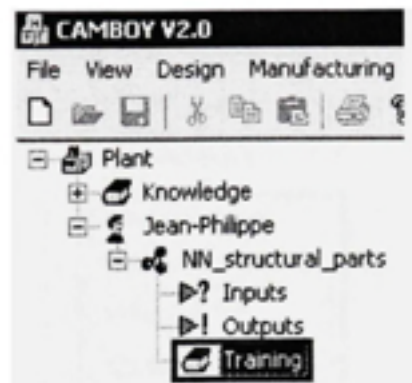 CAMBOY V2.0
File View Design Manufacturing
Plant
Knowledge
Jean-Philippe
NN_structural_parts
Inputs
Outputs
Training